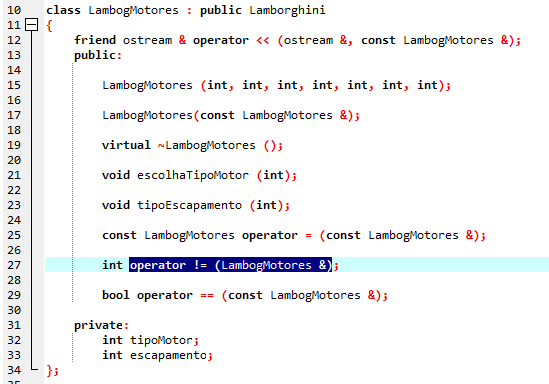 10 class LambogMotores : public Lamborghini
11 {
12 friend ostream & operator << (ostream &, const LambogMotores &);
13 public:
14
15 LambogMotores (int, int, int, int, int, int, int);
16
17 LambogMotores(const LambogMotores &);
18
19 virtual ~LambogMotores ();
20
21 void escolhaTipoMotor (int);
22
23 void tipoEscapamento (int);
24
25 const LambogMotores operator = (const LambogMotores &);
26
27 int operator != (LambogMotores &);
28
29 bool operator == (const LambogMotores &);
30
31 private:
32 int tipoMotor;
33 int escapamento;
34 };